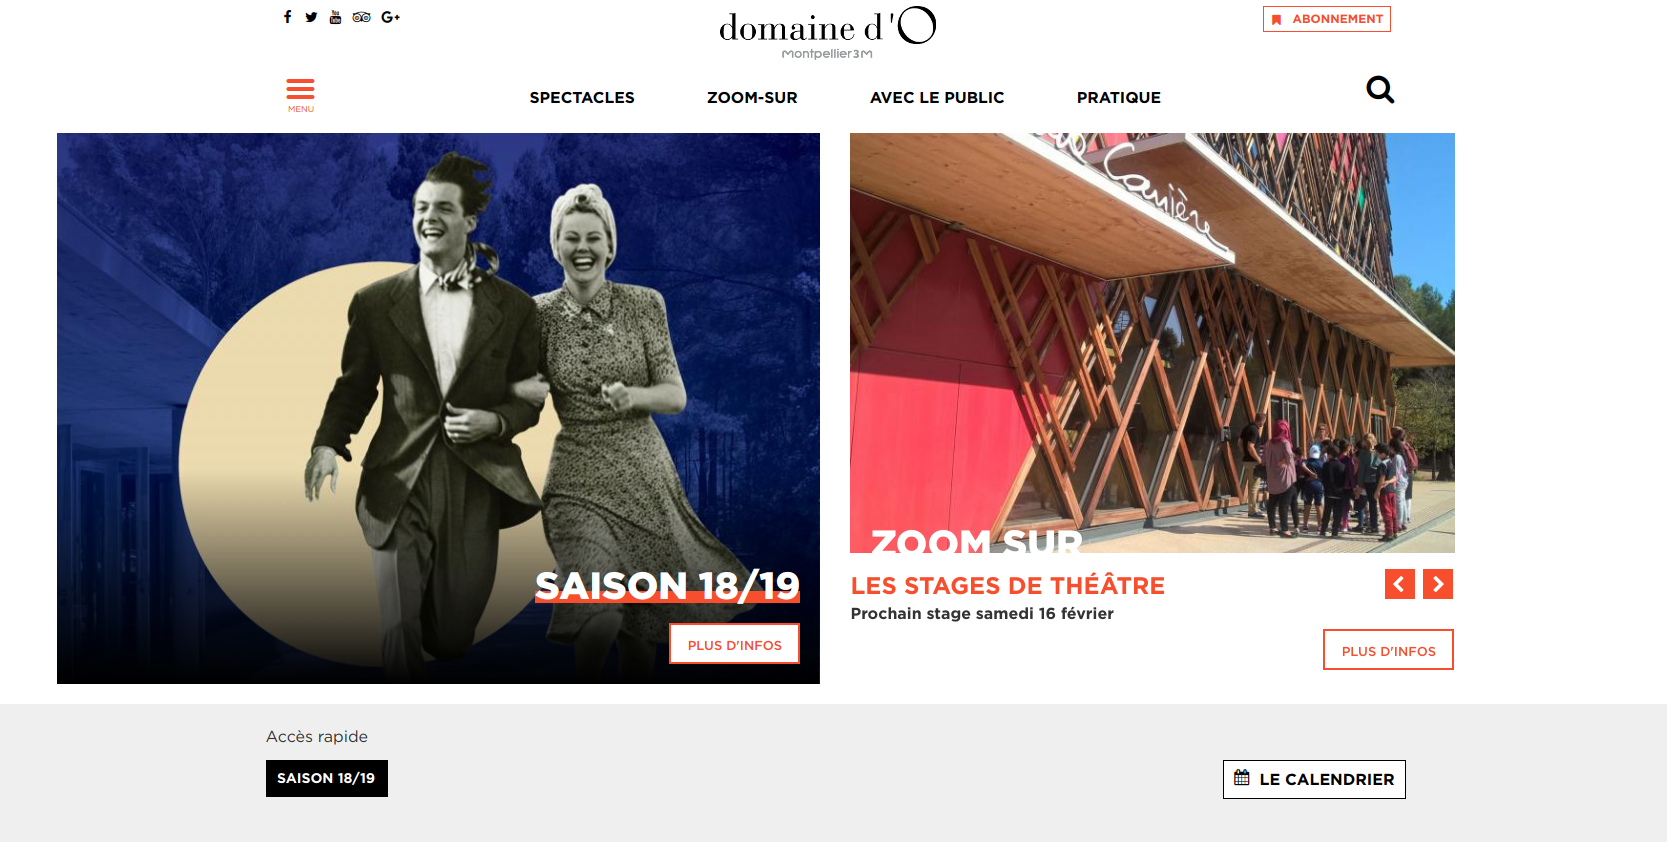 domaine d'O
montpellier3m
ABONNEMENT
MENU
SPECTACLES
ZOOM-SUR
AVEC LE PUBLIC
PRATIQUE
SAISON 18/19
PLUS D'INFOS
Carrière
ZOOM SUR
LES STAGES DE THÉÂTRE
Prochain stage samedi 16 février
PLUS D'INFOS
Accès rapide
SAISON 18/19
LE CALENDRIER